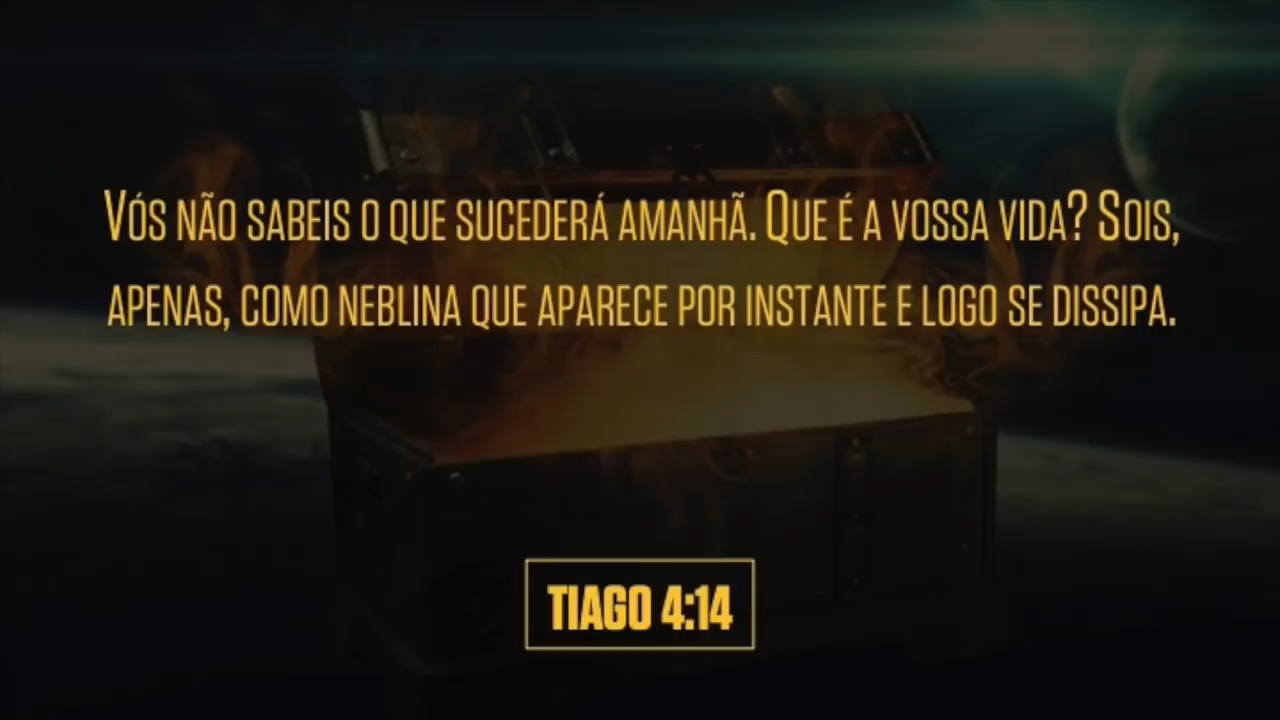 Vós não sabeis o que sucederá amanhã. Que é a vossa vida? Sois,
apenas, como neblina que aparece por instante e logo se dissipa.
TIAGO 4:14